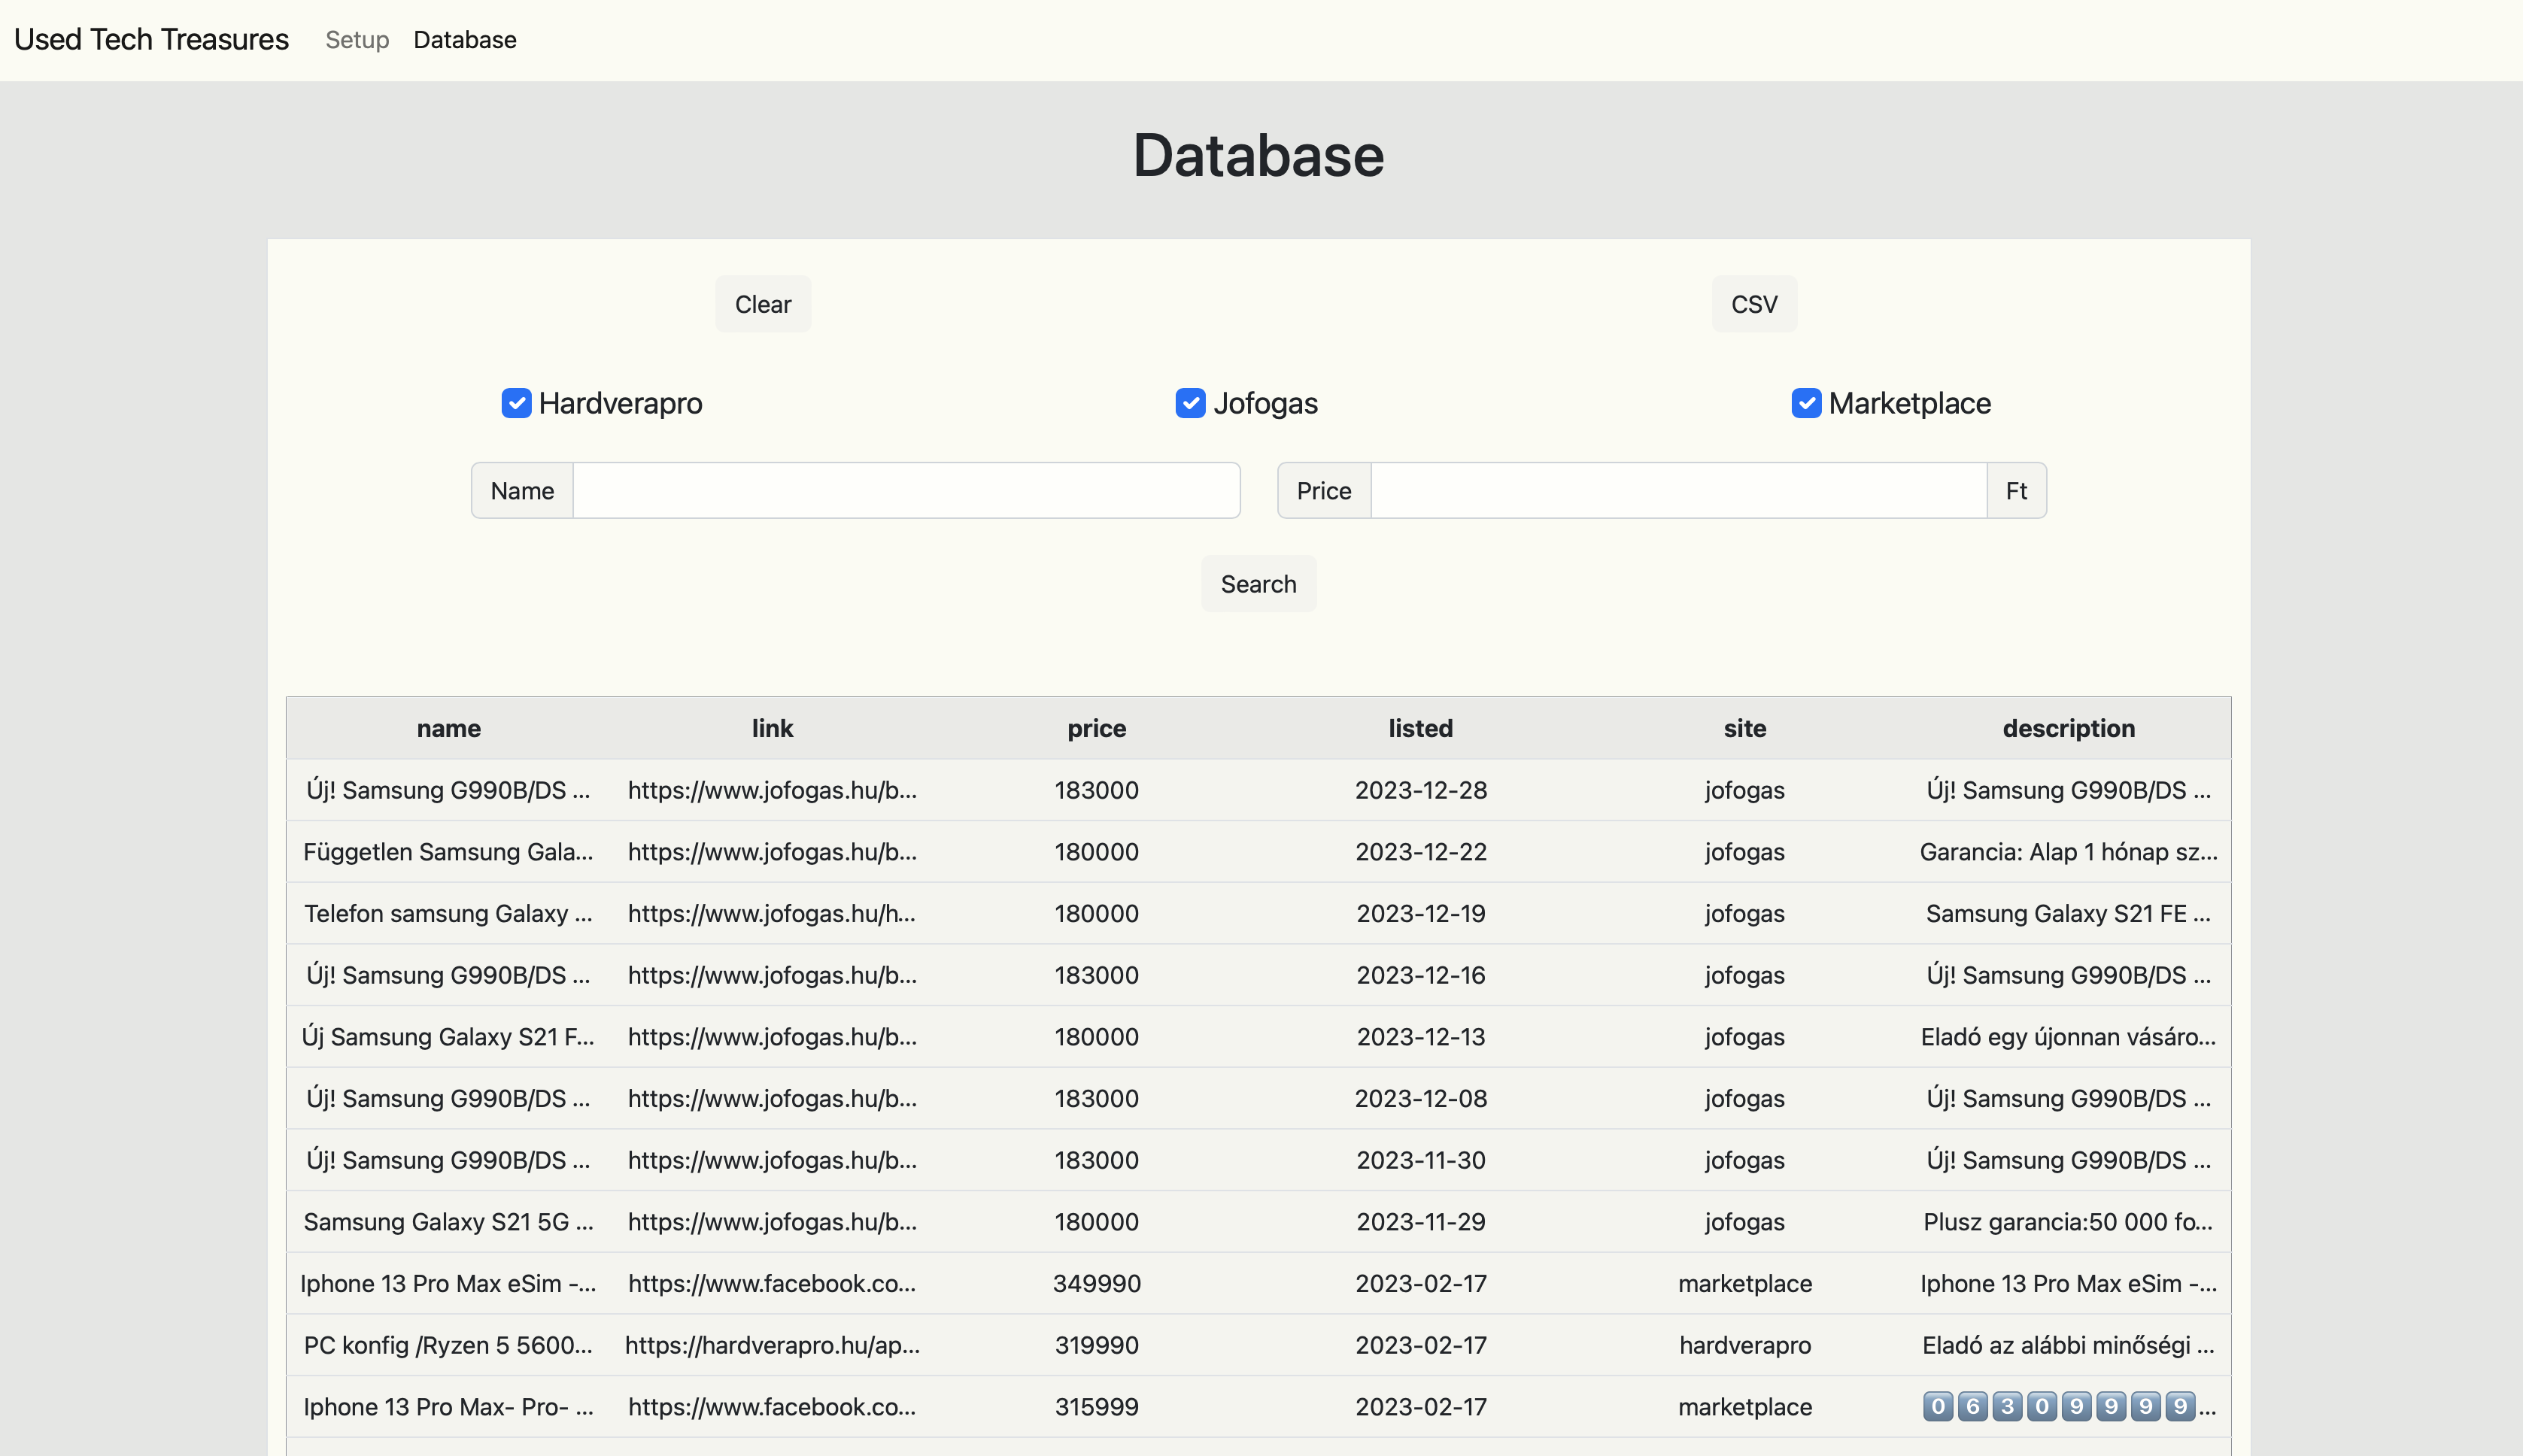 Used Tech Treasures Setup Database
Database
Clear CSV
Hardverapro Jofogas Marketplace
Name Price Ft
Search
name link price listed site description
Új! Samsung G990B/DS ... https://www.jofogas.hu/b... 183000 2023-12-28 jofogas Új! Samsung G990B/DS ...
Független Samsung Gala... https://www.jofogas.hu/b... 180000 2023-12-22 jofogas Garancia: Alap 1 hónap sz...
Telefon samsung Galaxy ... https://www.jofogas.hu/h... 180000 2023-12-19 jofogas Samsung Galaxy S21 FE ...
Új! Samsung G990B/DS ... https://www.jofogas.hu/b... 183000 2023-12-16 jofogas Új! Samsung G990B/DS ...
Új Samsung Galaxy S21 F... https://www.jofogas.hu/b... 180000 2023-12-13 jofogas Eladó egy újonnan vásáro...
Új! Samsung G990B/DS ... https://www.jofogas.hu/b... 183000 2023-12-08 jofogas Új! Samsung G990B/DS ...
Új! Samsung G990B/DS ... https://www.jofogas.hu/b... 183000 2023-11-30 jofogas Új! Samsung G990B/DS ...
Samsung Galaxy S21 5G ... https://www.jofogas.hu/b... 180000 2023-11-29 jofogas Plusz garancia:50 000 fo...
Iphone 13 Pro Max eSim -... https://www.facebook.co... 349990 2023-02-17 marketplace Iphone 13 Pro Max eSim -...
PC konfig /Ryzen 5 5600... https://hardverapro.hu/ap... 319990 2023-02-17 hardverapro Eladó az alábbi minőségi ...
Iphone 13 Pro Max- Pro- ... https://www.facebook.co... 315999 2023-02-17 marketplace 0️⃣6️⃣3️⃣0️⃣9️⃣9️⃣9️⃣9️⃣...